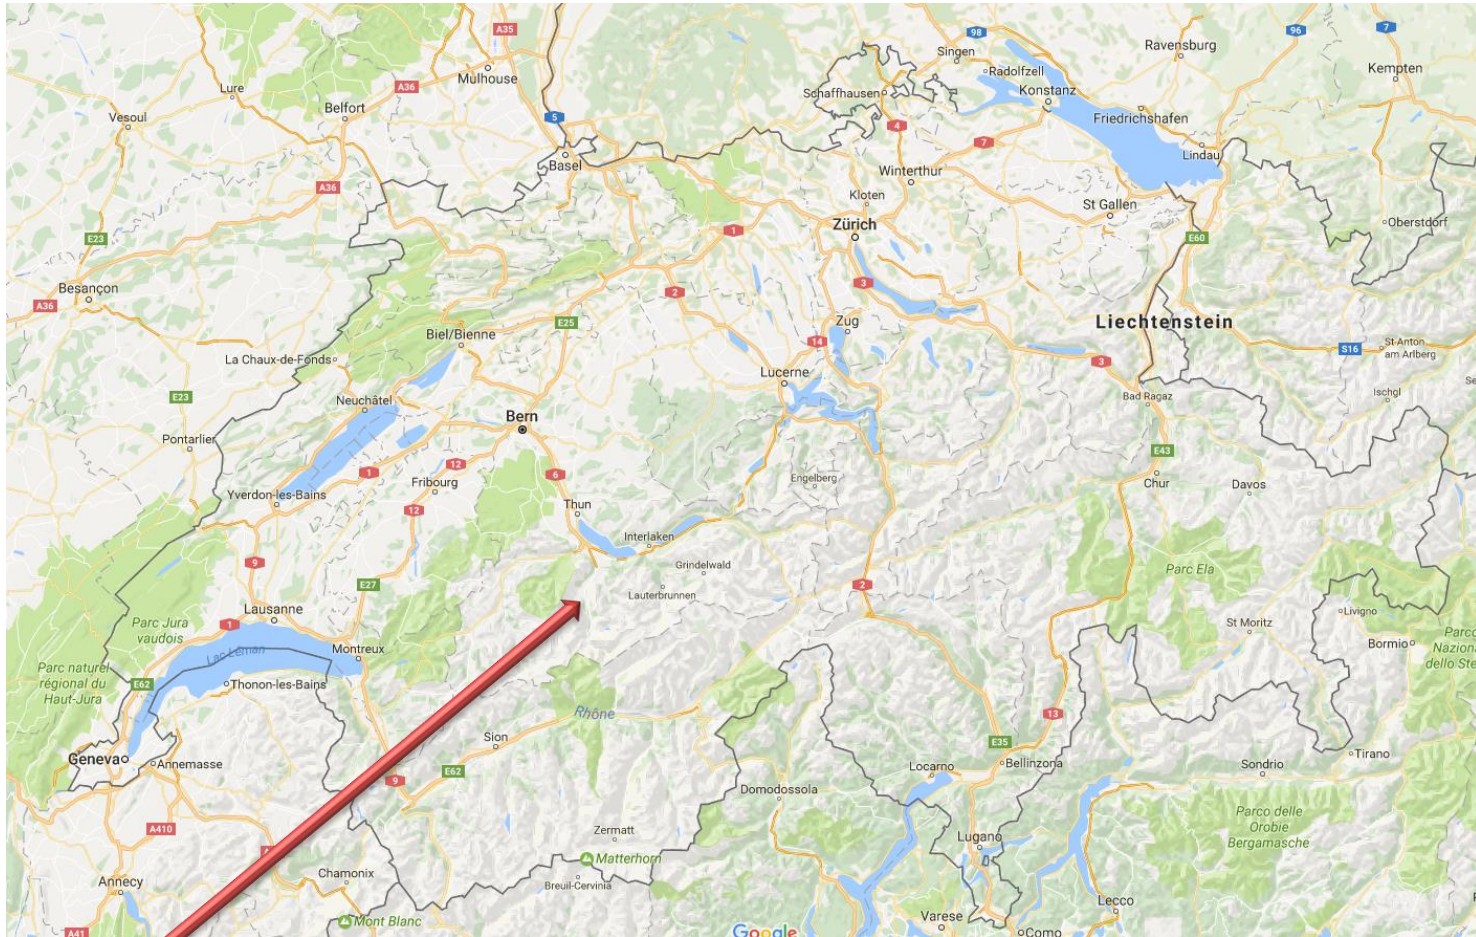 A35
98
Singen
Ravensburg
96
7
Mulhouse
Radolfzell
Kempten
Lure
A36
Schaffhausen
Konstanz
Belfort
Vesoul
5
4
Friedrichshafen
7
Lindau
Basel
Winterthur
A36
Kloten
St Gallen
Zürich
Oberstdorf
E23
1
E60
Besançon
A36
2
3
Zug
Liechtenstein
E25
Biel/Bienne
14
S16
St Anton
am Arlberg
La Chaux-de-Fonds
3
Lucerne
Ischgl
E23
Neuchâtel
Bad Ragaz
Bern
Pontarlier
E43
12
1
6
Fribourg
Engelberg
Chur
Davos
Yverdon-les-Bains
12
Thun
Interlaken
9
Grindelwald
Parc Ela
E27
2
Lauterbrunnen
Lausanne
Livigno
1
Parc Jura
vaudois
St Moritz
Lac Léman
Montreux
Bormio
Parco
Naziona
dello Ste
Parc naturel
régional du
Haut-Jura
E62
Thonon-les-Bains
Rhône
13
Sion
E35
Geneva
Annemasse
E62
9
Bellinzona
Locarno
Sondrio
Tirano
Domodossola
Parco delle
Orobie
Bergamasche
A410
Zermatt
Lugano
Matterhorn
Annecy
Chamonix
Breuil-Cervinia
Lecco
Mont Blanc
Varese
A41
Google
Como